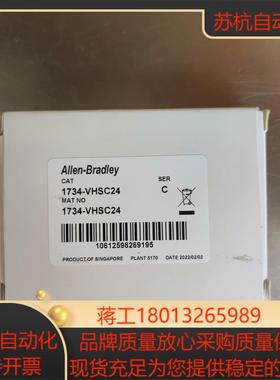 苏杭自动
Allen-Bradley
CAT
SER
1734-VHSC24
C
MAT NO
1734-VHSC24
10612598269195
PRODUCT OF SINGAPORE PLANT 5170 DATE 2022/02/02
蒋工18013265989
自动化
品牌质量放心采购质量保
专开票
现货充足为您提供可靠